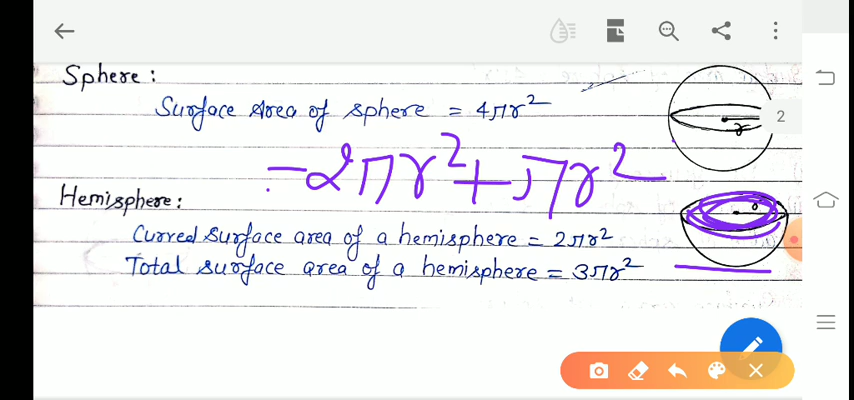 Sphere:
Surface Area of sphere = 4πr²
2
= 2πr² + πr²
r
Hemisphere:
Curved surface area of a hemisphere = 2πr²
Total surface area of a hemisphere = 3πr²